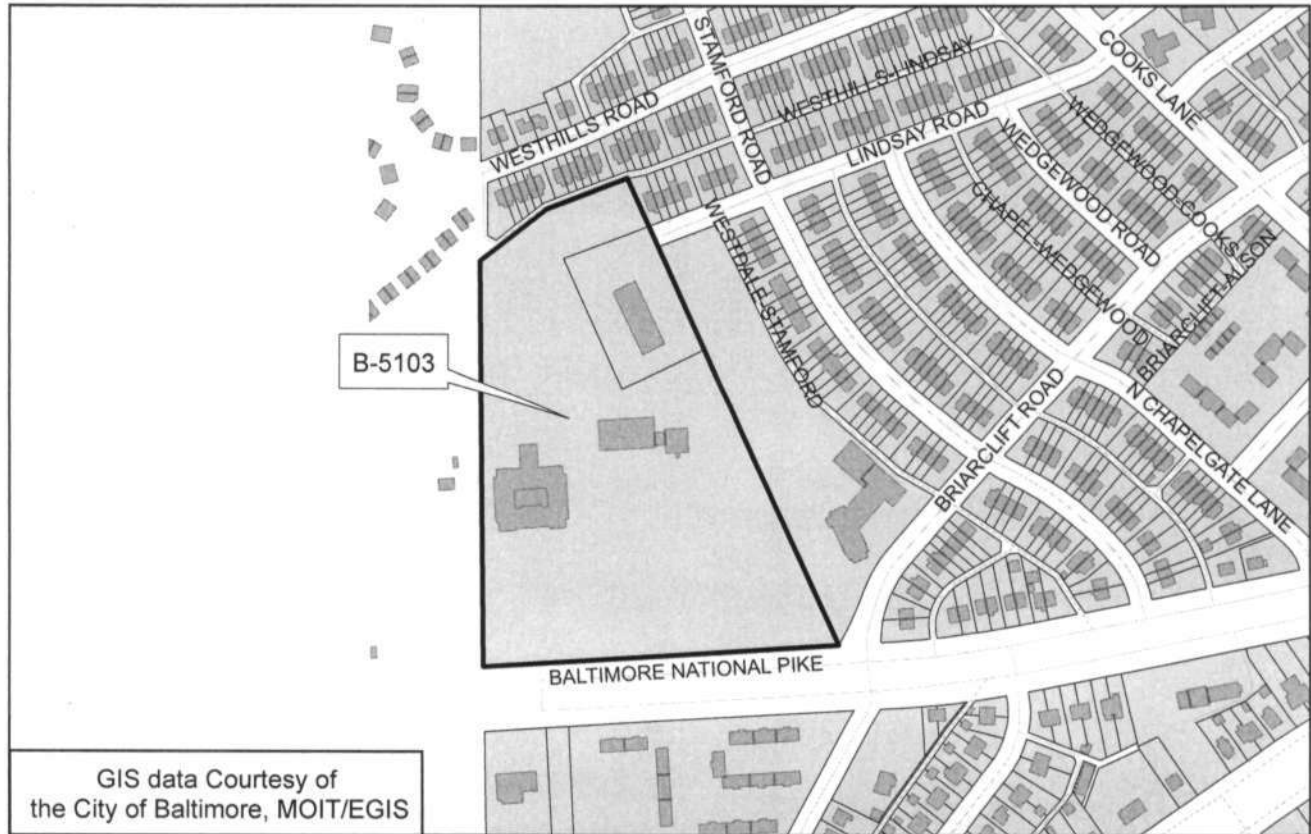 STAMFORD ROAD
COOKS LANE
WESTHILLS-LINDSAY
WESTHILLS ROAD
LINDSAY ROAD
WEDGEWOOD-COOKS
WEDGEWOOD ROAD
CHAPEL-WEDGEWOOD
WESTDALE-STAMFORD
BRIARCLIFT-ALSON
B-5103
BRIARCLIFT ROAD
N CHAPELGATE LANE
BALTIMORE NATIONAL PIKE
GIS data Courtesy of
the City of Baltimore, MOIT/EGIS